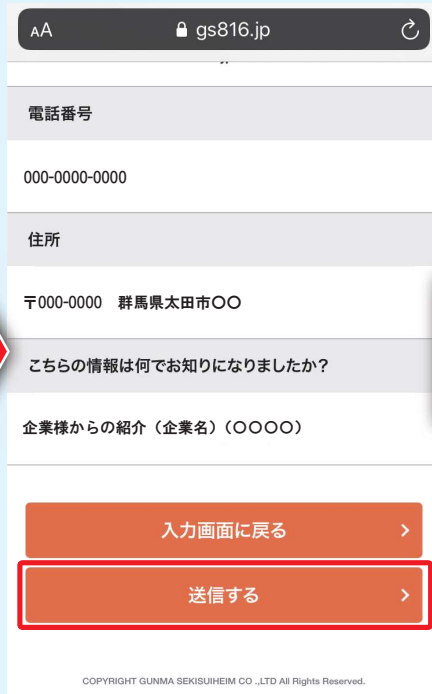 AA
gs816.jp
電話番号
000-0000-0000
住所
〒000-0000 群馬県太田市〇〇
こちらの情報は何でお知りになりましたか？
企業様からの紹介（企業名）（〇〇〇〇）
入力画面に戻る
送信する
COPYRIGHT GUNMA SEKISUIHEIM CO .,LTD All Rights Reserved.